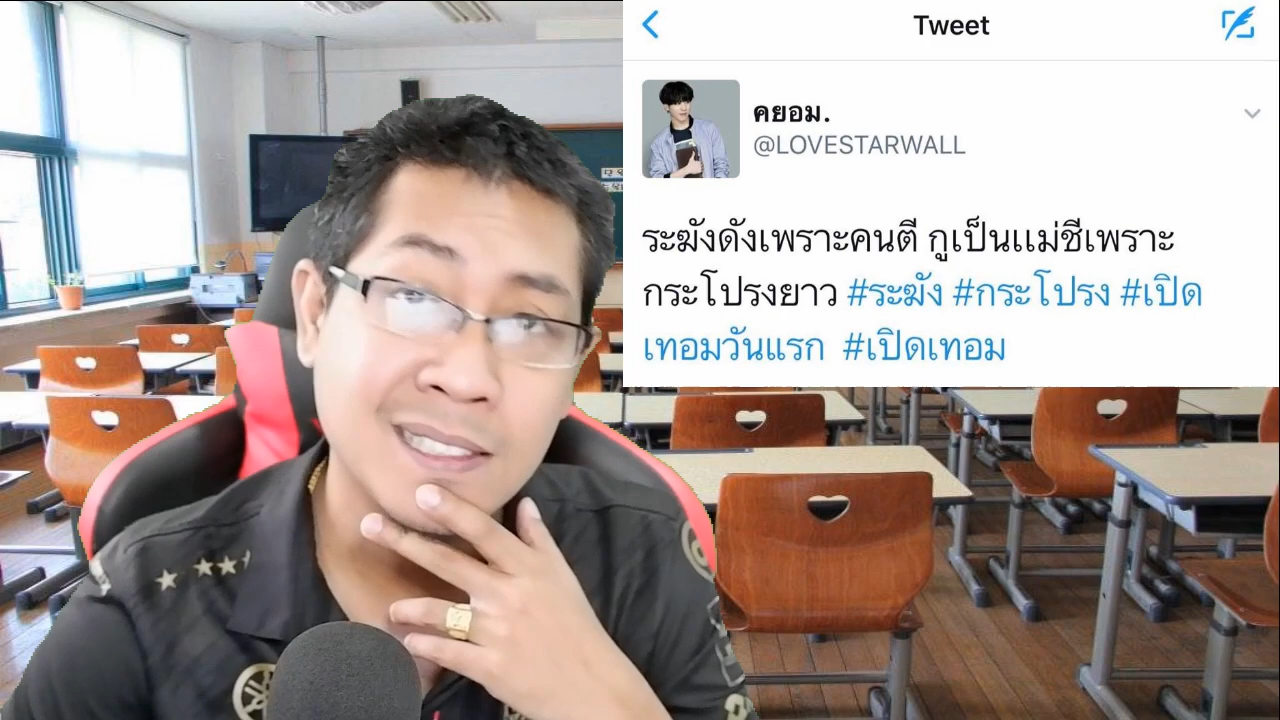 Tweet
คยอม.
@LOVESTARWALL
ระฆังดังเพราะคนตี กูเป็นแม่ชีเพราะ
กระโปรงยาว #ระฆัง #กระโปรง #เปิด
เทอมวันแรก #เปิดเทอม